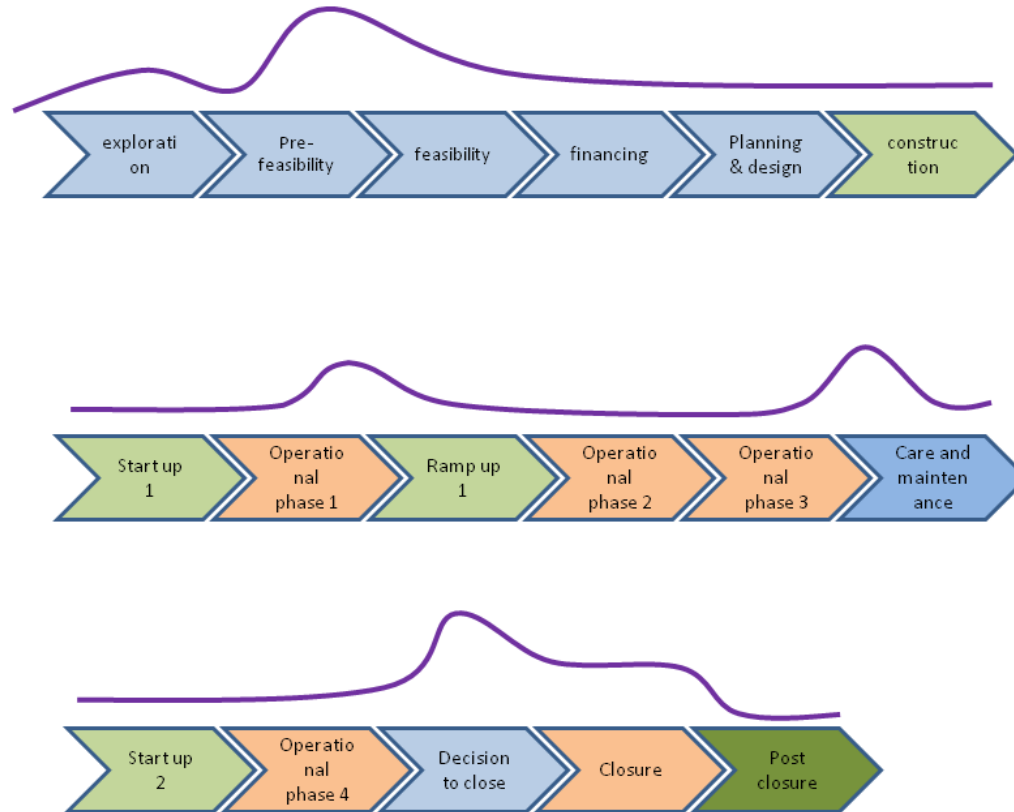 explorati
on
Pre-
feasibility
feasibility
financing
Planning
& design
construc
tion
Start up
1
Operatio
nal
phase 1
Ramp up
1
Operatio
nal
phase 2
Operatio
nal
phase 3
Care and
mainten
ance
Start up
2
Operatio
nal
phase 4
Decision
to close
Closure
Post
closure